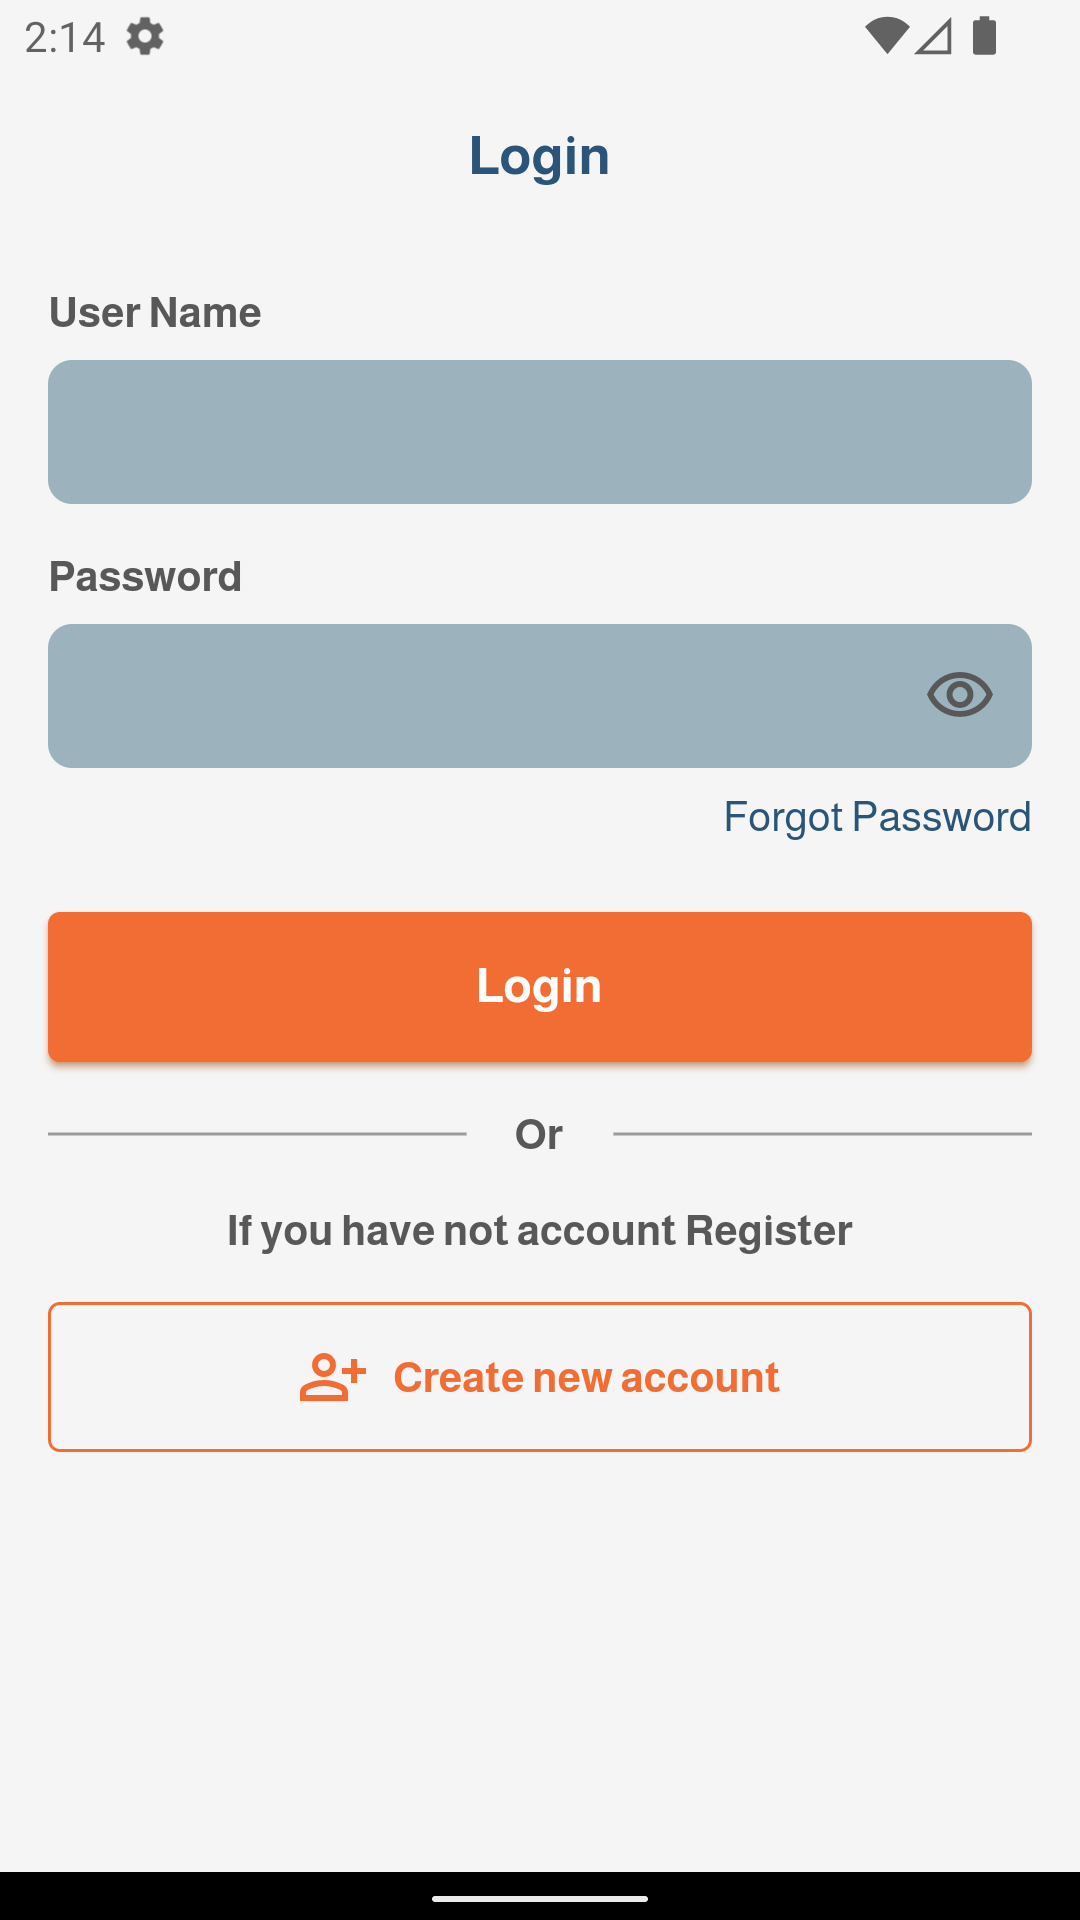 2:14
Login
User Name
Password
Forgot Password
Login
Or
If you have not account Register
Create new account